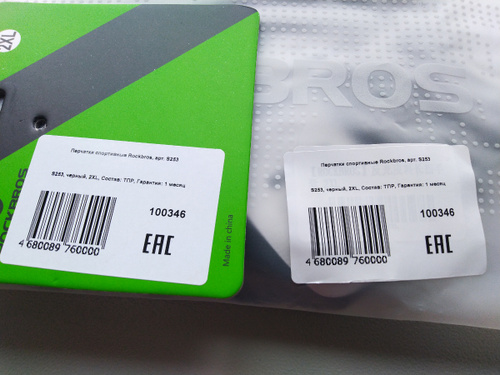 2XL
BROS
ROCKBROS
Перчатки спортивные Rockbros, арт. S253
S253, черный, 2XL, Состав: ТПР, Гарантия: 1 месяц
100346
EAC
4 680089 760000
Made in china
Перчатки спортивные Rockbros, арт. S253
S253, черный, 2XL, Состав: ТПР, Гарантия: 1 месяц
100346
EAC
4 680089 760000